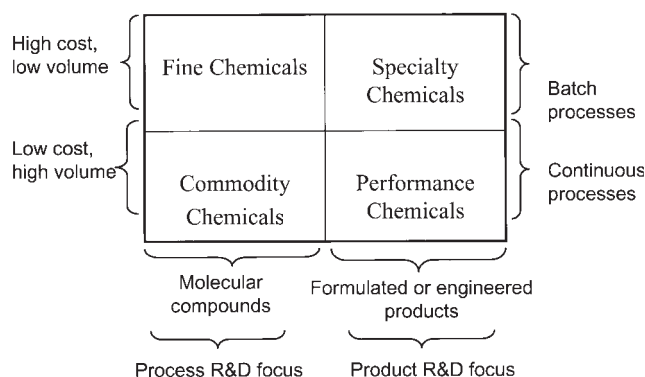 High cost,
low volume
Fine Chemicals
Specialty
Chemicals
Batch
processes
Low cost,
high volume
Commodity
Chemicals
Performance
Chemicals
Continuous
processes
Molecular
compounds
Formulated or engineered
products
Process R&D focus
Product R&D focus